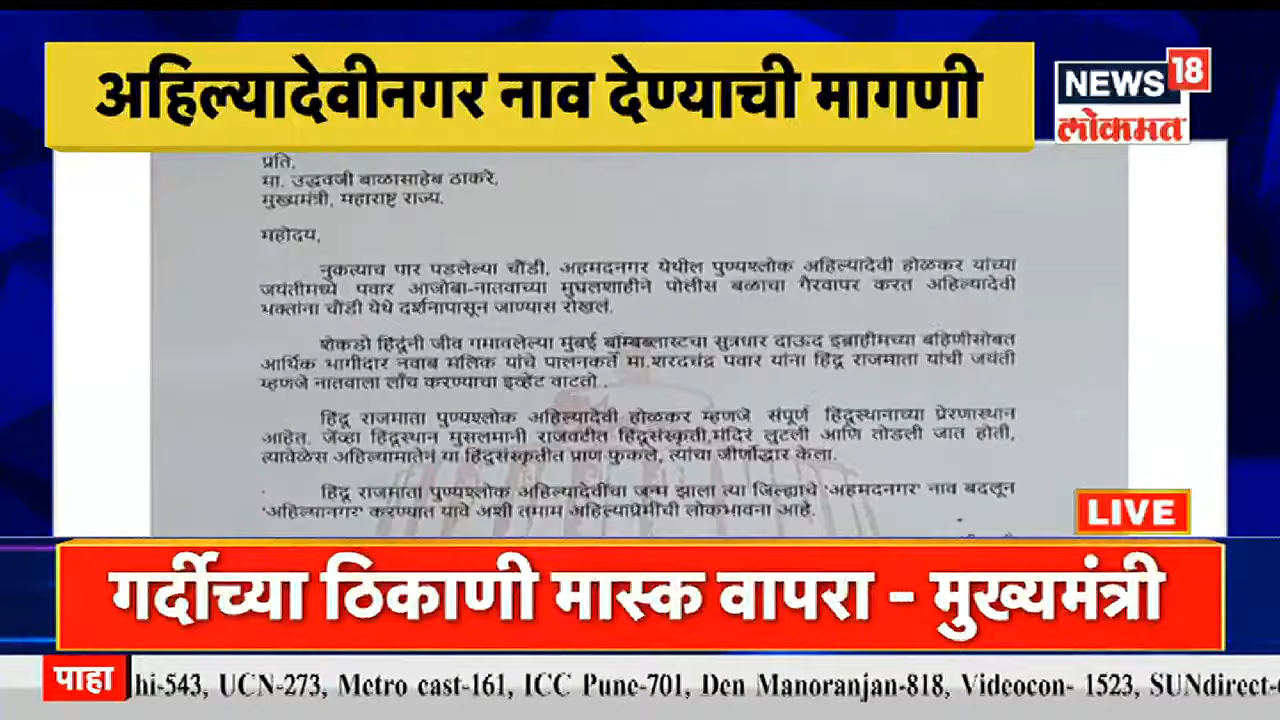 अहिल्यादेवीनगर नाव देण्याची मागणी
NEWS 18
लोकमत
प्रति,
मा. उद्धवजी बाळासाहेब ठाकरे,
मुख्यमंत्री, महाराष्ट्र राज्य.
महोदय,
नुकत्याच पार पडलेल्या चौंडी, अहमदनगर येथील पुण्यश्लोक अहिल्यादेवी होळकर यांच्या
जयंतीमध्ये पवार आजोबा-नातवाच्या मुघलशाहीने पोलीस बळाचा गैरवापर करत अहिल्यादेवी
भक्तांना चौंडी येथे दर्शनापासून जाण्यास रोखलं.
शेकडो हिंदूंनी जीव गमावलेल्या मुंबई बॉम्बब्लास्टचा सुत्रधार दाऊद इब्राहीमच्या बहिणीसोबत
आर्थिक भागीदार नवाब मलिक यांचे पालनकर्ते मा.शरदचंद्र पवार यांना हिंदू राजमाता यांची जयंती
म्हणजे नातवाला लाँच करण्याचा इव्हेंट वाटतो .
हिंदू राजमाता पुण्यश्लोक अहिल्यादेवी होळकर म्हणजे संपूर्ण हिंदूस्थानाच्या प्रेरणास्थान
आहेत. जेंव्हा हिंदूस्थान मुसलमानी राजवटीत हिंदूसंस्कृती,मंदिरं लुटली आणि तोडली जात होती,
त्यावेळेस अहिल्यामातेनं या हिंदुसंस्कृतीत प्राण फुकले, त्यांचा जीर्णोद्धार केला.
हिंदू राजमाता पुण्यश्लोक अहिल्यादेवींचा जन्म झाला त्या जिल्ह्याचे 'अहमदनगर' नाव बदलून
'अहिल्यानगर' करण्यात यावे अशी तमाम अहिल्याप्रेमींची लोकभावना आहे.
LIVE
गर्दीच्या ठिकाणी मास्क वापरा - मुख्यमंत्री
पाहा hi-543, UCN-273, Metro cast-161, ICC Pune-701, Den Manoranjan-818, Videocon- 1523, SUNdirect-